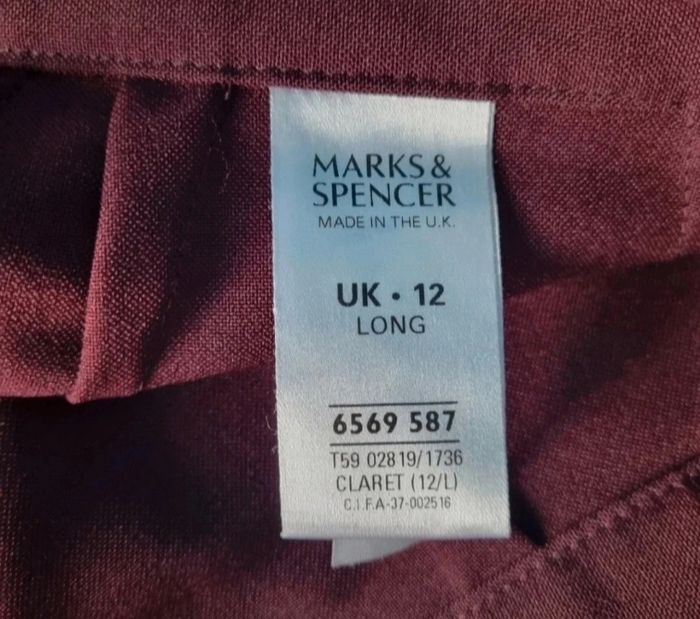 MARKS &
SPENCER
MADE IN THE U.K.
UK • 12
LONG
6569 587
T59 02819/1736
CLARET (12/L)
C.I.F.A-37-002516